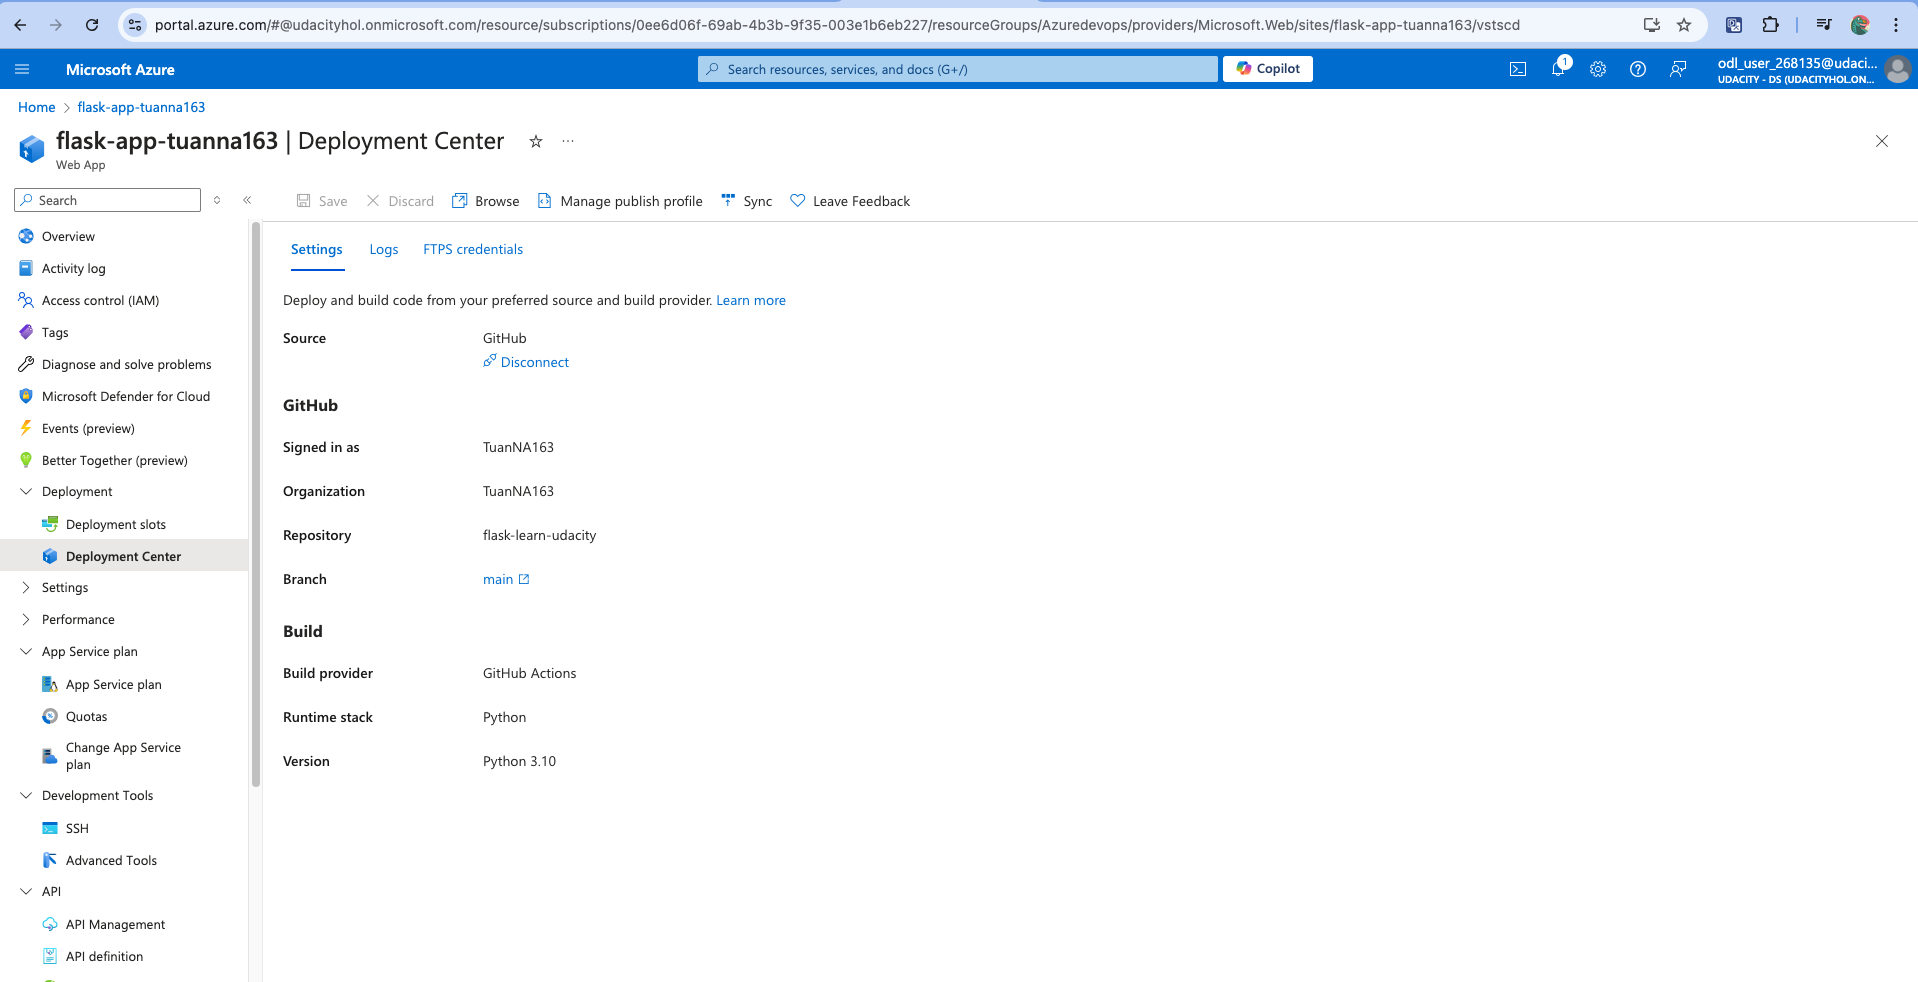 portal.azure.com/#@udacityhol.onmicrosoft.com/resource/subscriptions/0ee6d06f-69ab-4b3b-9f35-003e1b6eb227/resourceGroups/Azuredevops/providers/Microsoft.Web/sites/flask-app-tuanna163/vstscd
Microsoft Azure
Search resources, services, and docs (G+/)
Copilot
1
odl_user_268135@udaci...
UDACITY - DS (UDACITYHOL.ON...
Home > flask-app-tuanna163
flask-app-tuanna163 | Deployment Center
Web App
Search
Save
Discard
Browse
Manage publish profile
Sync
Leave Feedback
Overview
Activity log
Access control (IAM)
Tags
Diagnose and solve problems
Microsoft Defender for Cloud
Events (preview)
Better Together (preview)
Deployment
Deployment slots
Deployment Center
Settings
Performance
App Service plan
App Service plan
Quotas
Change App Service
plan
Development Tools
SSH
Advanced Tools
API
API Management
API definition
Settings
Logs
FTPS credentials
Deploy and build code from your preferred source and build provider. Learn more
Source GitHub
Disconnect
GitHub
Signed in as TuanNA163
Organization TuanNA163
Repository flask-learn-udacity
Branch main
Build
Build provider GitHub Actions
Runtime stack Python
Version Python 3.10